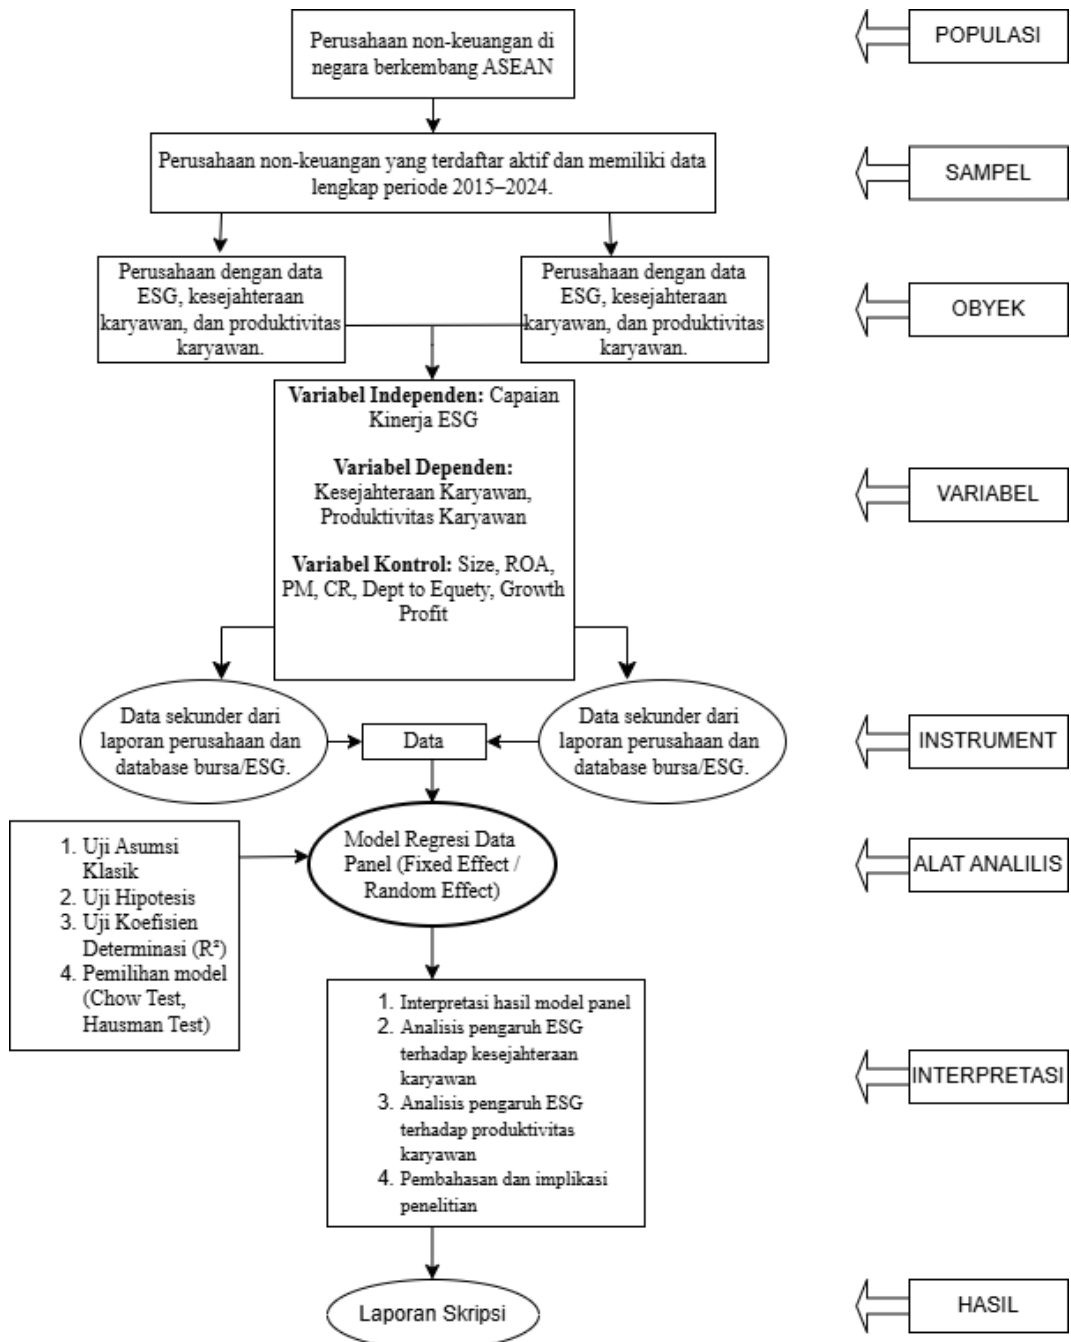 Perusahaan non-keuangan di
negara berkembang ASEAN
POPULASI
Perusahaan non-keuangan yang terdaftar aktif dan memiliki data
lengkap periode 2015–2024.
SAMPEL
Perusahaan dengan data
ESG, kesejahteraan
karyawan, dan produktivitas
karyawan.
Perusahaan dengan data
ESG, kesejahteraan
karyawan, dan produktivitas
karyawan.
OBYEK
Variabel Independen: Capaian
Kinerja ESG
Variabel Dependen:
Kesejahteraan Karyawan,
Produktivitas Karyawan
Variabel Kontrol: Size, ROA,
PM, CR, Dept to Equety, Growth
Profit
VARIABEL
Data sekunder dari
laporan perusahaan dan
database bursa/ESG.
Data
Data sekunder dari
laporan perusahaan dan
database bursa/ESG.
INSTRUMENT
1. Uji Asumsi
Klasik
2. Uji Hipotesis
3. Uji Koefisien
Determinasi (R²)
4. Pemilihan model
(Chow Test,
Hausman Test)
Model Regresi Data
Panel (Fixed Effect /
Random Effect)
ALAT ANALILIS
1. Interpretasi hasil model panel
2. Analisis pengaruh ESG
terhadap kesejahteraan
karyawan
3. Analisis pengaruh ESG
terhadap produktivitas
karyawan
4. Pembahasan dan implikasi
penelitian
INTERPRETASI
Laporan Skripsi
HASIL